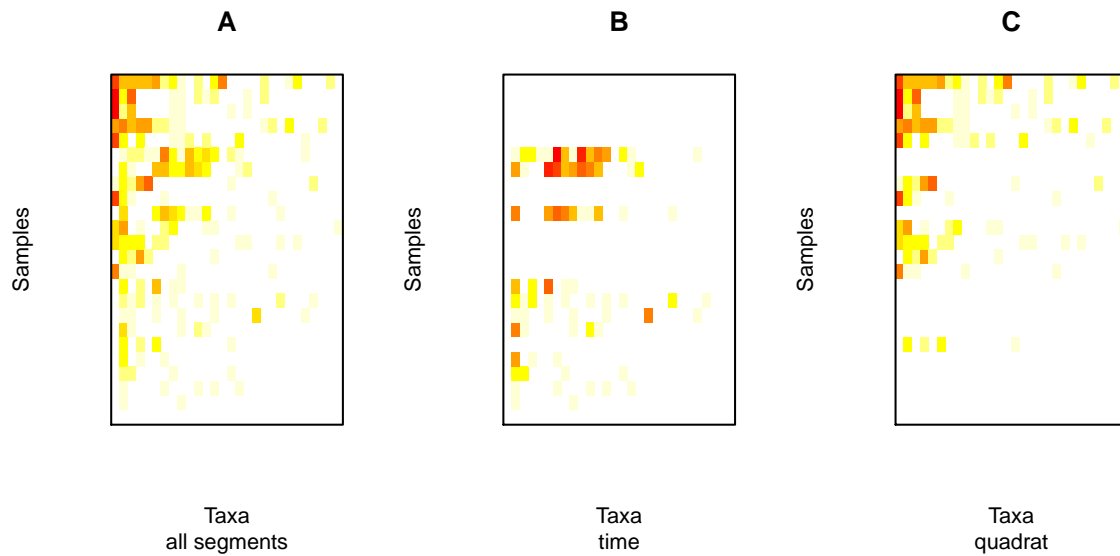 A
B
C
Samples
Samples
Samples
Taxa
all segments
Taxa
time
Taxa
quadrat